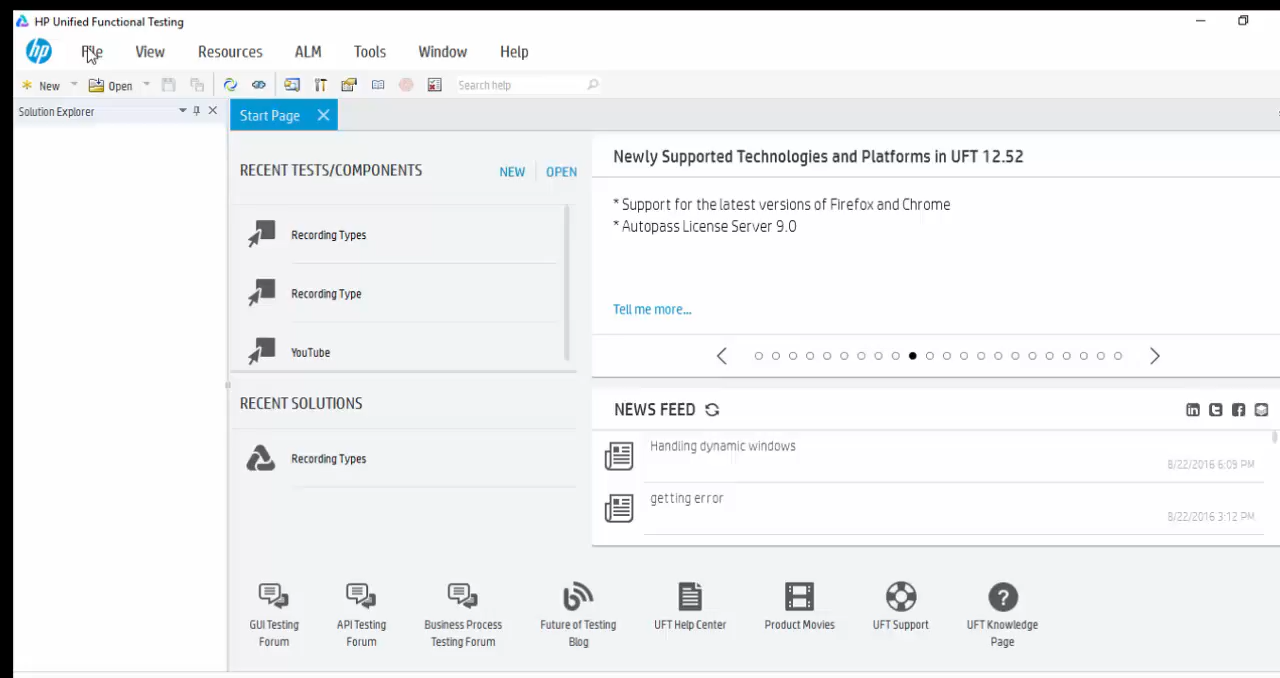 HP Unified Functional Testing
hp
File View Resources ALM Tools Window Help
New Open Search help
Solution Explorer
Start Page
RECENT TESTS/COMPONENTS NEW OPEN
Recording Types
Recording Type
YouTube
RECENT SOLUTIONS
Recording Types
Newly Supported Technologies and Platforms in UFT 12.52
* Support for the latest versions of Firefox and Chrome
* Autopass License Server 9.0
Tell me more...
NEWS FEED
Handling dynamic windows
8/22/2016 6:09 PM
getting error
8/22/2016 3:12 PM
GUI Testing
Forum
API Testing
Forum
Business Process
Testing Forum
Future of Testing
Blog
UFT Help Center
Product Movies
UFT Support
UFT Knowledge
Page